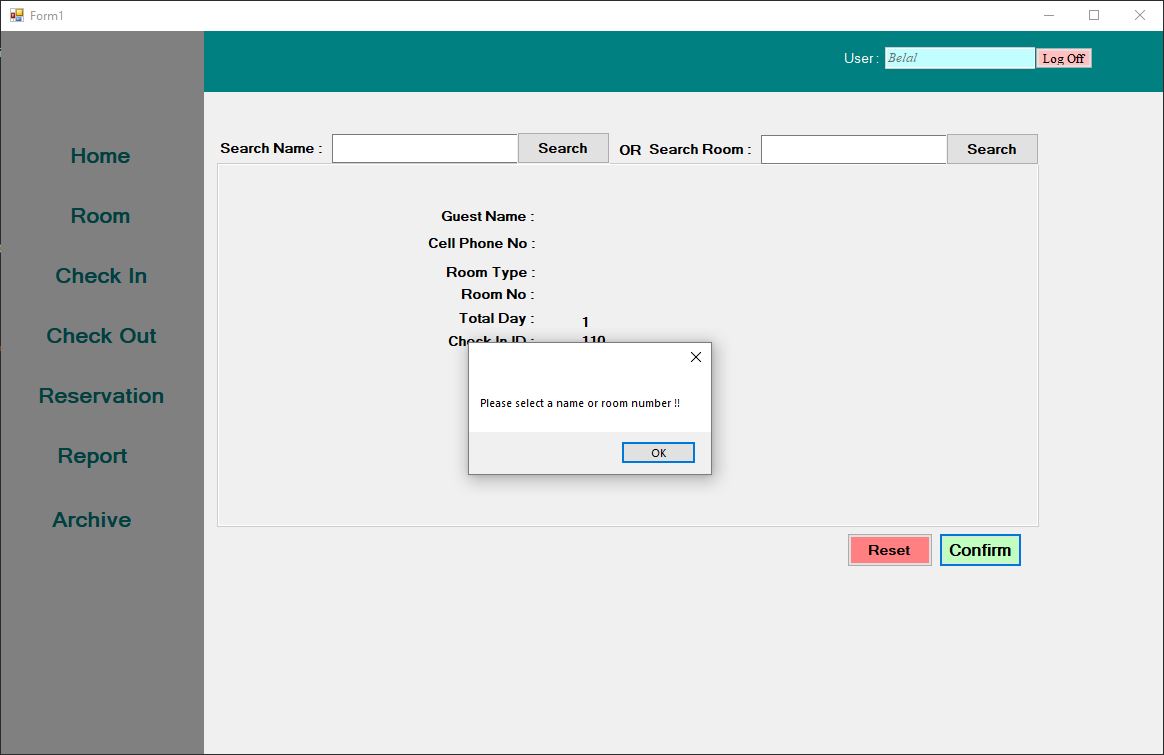 Form1
User : Belal Log Off
Home
Room
Check In
Check Out
Reservation
Report
Archive
Search Name : Search OR Search Room : Search
Guest Name :
Cell Phone No :
Room Type :
Room No :
Total Day : 1
Check In ID : 110
Please select a name or room number !!
OK
Reset Confirm